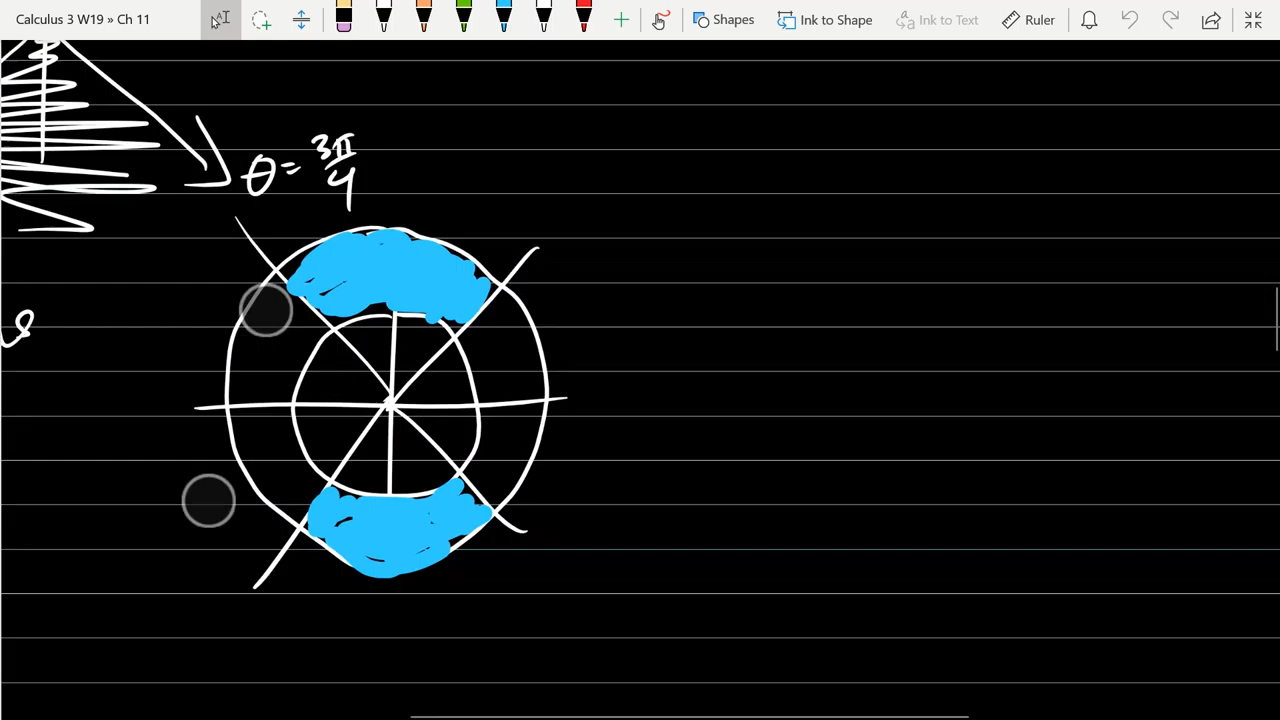 Calculus 3 W19 » Ch 11
Shapes
Ink to Shape
Ink to Text
Ruler
θ = 3π/4